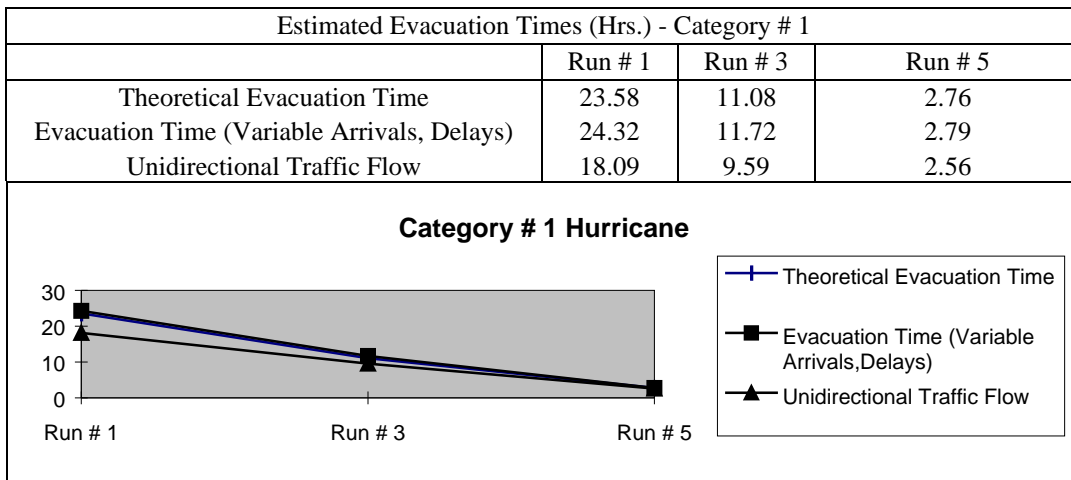 Estimated Evacuation Times (Hrs.) - Category # 1
Run # 1 Run # 3 Run # 5
Theoretical Evacuation Time 23.58 11.08 2.76
Evacuation Time (Variable Arrivals, Delays) 24.32 11.72 2.79
Unidirectional Traffic Flow 18.09 9.59 2.56
Category # 1 Hurricane
30
20
10
0
Run # 1 Run # 3 Run # 5
Theoretical Evacuation Time
Evacuation Time (Variable
Arrivals,Delays)
Unidirectional Traffic Flow